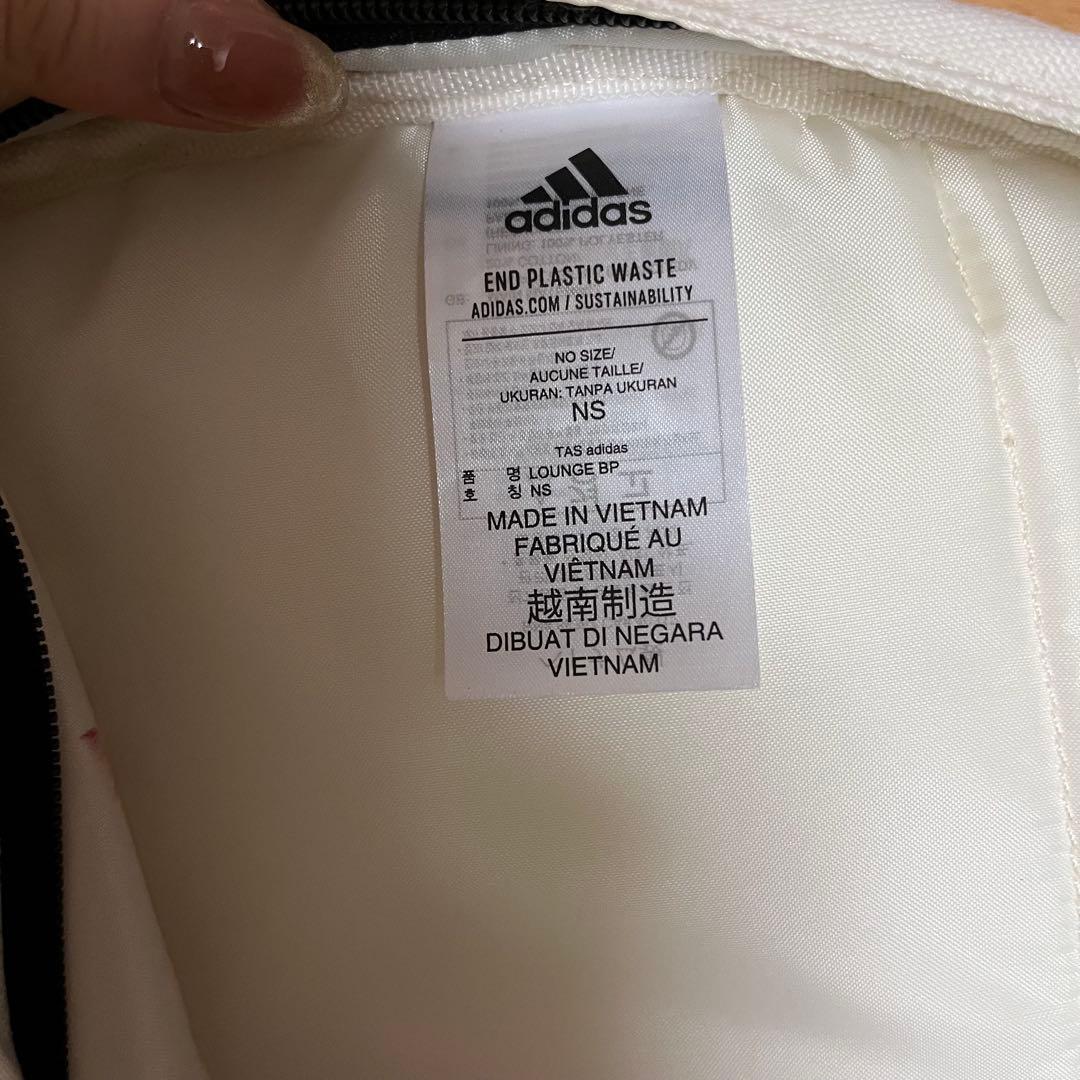 adidas
END PLASTIC WASTE
ADIDAS.COM / SUSTAINABILITY
NO SIZE/
AUCUNE TAILLE/
UKURAN: TANPA UKURAN
NS
TAS adidas
품 명 LOUNGE BP
호 칭 NS
MADE IN VIETNAM
FABRIQUÉ AU
VIÊTNAM
越南制造
DIBUAT DI NEGARA
VIETNAM